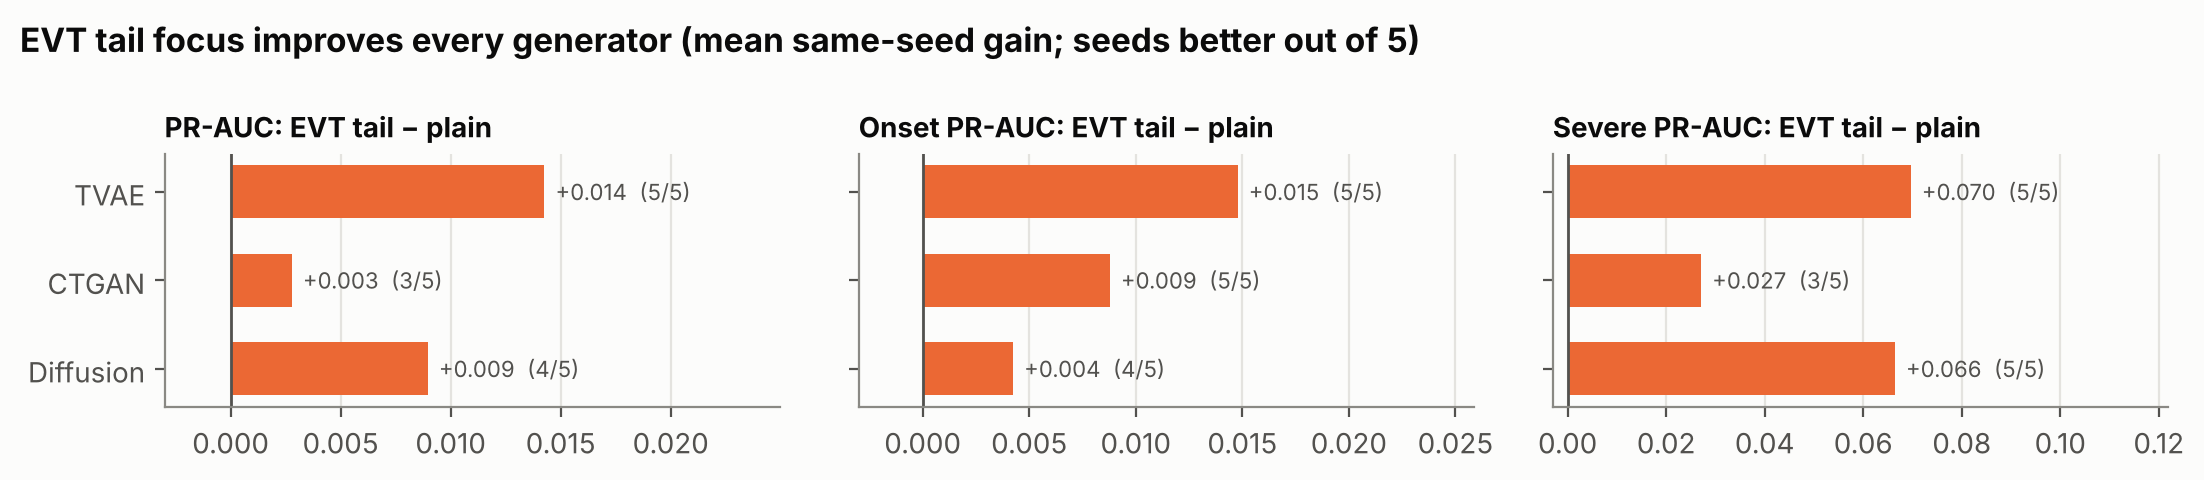 EVT tail focus improves every generator (mean same-seed gain; seeds better out of 5)
PR-AUC: EVT tail – plain
TVAE
+0.014 (5/5)
CTGAN
+0.003 (3/5)
Diffusion
+0.009 (4/5)
0.000 0.005 0.010 0.015 0.020
Onset PR-AUC: EVT tail – plain
+0.015 (5/5)
+0.009 (5/5)
+0.004 (4/5)
0.000 0.005 0.010 0.015 0.020 0.025
Severe PR-AUC: EVT tail – plain
+0.070 (5/5)
+0.027 (3/5)
+0.066 (5/5)
0.00 0.02 0.04 0.06 0.08 0.10 0.12